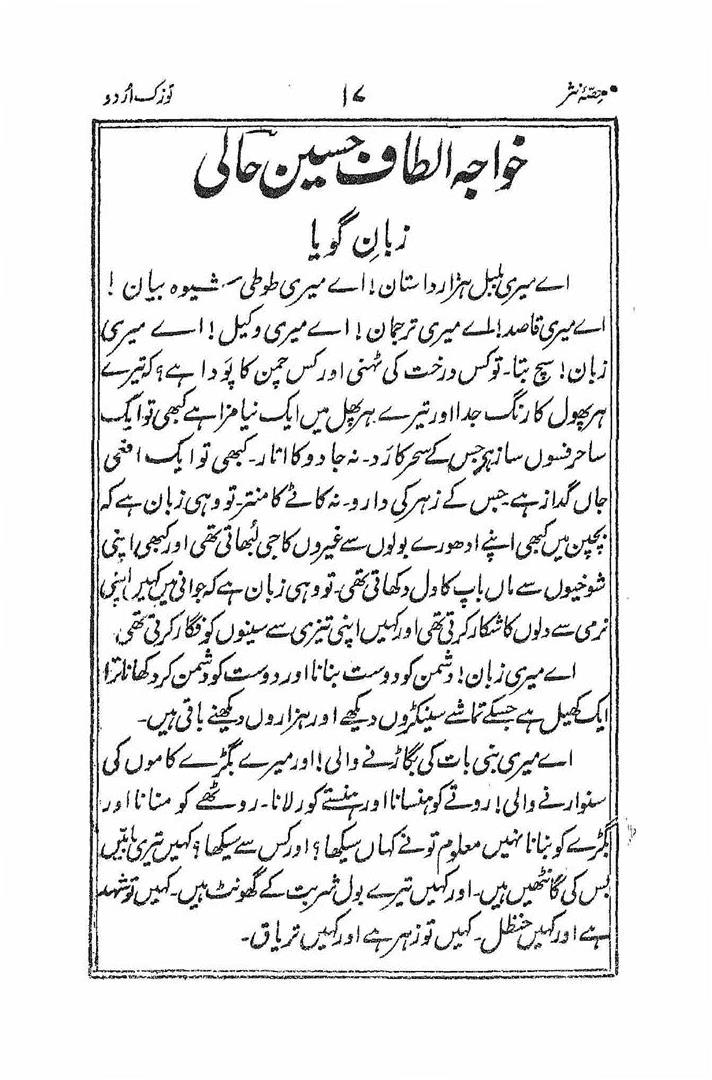 حصۂ نثر ۱۷ توزک اُردو
خواجہ الطاف حسین حالی
زبانِ گویا
اے میری بلبل ہزار داستان! اے میری طوطی شیوہ بیان !
اے میری قاصد! اے میری ترجمان! اے میری وکیل! اے میری
زبان! سچ بتا۔ تو کس درخت کی ٹہنی اور کس چمن کا پَودا ہے؟ کہ تیرے
ہر پھول کا رنگ جدا اور تیرے ہر پھل میں ایک نیا مزا ہے کبھی تو ایک
ساحر فسوں ساز ہر جس کے سحر کا رَد۔ نہ جادو کا اتار۔ کبھی تو ایک افعی
جاں گداز ہے۔ جس کے زہر کی دارو۔ نہ کاٹے کا منتر۔ تو وہی زبان ہے کہ
بچپن میں کبھی اپنے ادھورے بولوں سے غیروں کا جی لُبھاتی تھی اور کبھی اپنی
شوخیوں سے ماں باپ کا دل دکھاتی تھی۔ تو وہی زبان ہے کہ جوانی میں کہیں اپنی
نرمی سے دلوں کا شکار کرتی تھی اور کہیں اپنی تیزی سے سینوں کو فگار کرتی تھی
اے میری زبان! دشمن کو دوست بنانا اور دوست کو دشمن کر دکھانا ترا
ایک کھیل ہے جسکے تماشے سینکڑوں دیکھے اور ہزاروں دیکھنے باقی ہیں۔
اے میری بنی بات کی بگاڑنے والی! اور میرے بگڑے کاموں کی
سنوارنے والی! روتے کو ہنسانا اور ہنستے کو رلانا۔ روٹھے کو منانا اور
بگڑے کو بنانا نہیں معلوم تو نے کہاں سیکھا؟ اور کس سے سیکھا؟ کہیں تیری باتیں
بس کی گانٹھیں ہیں۔ اور کہیں تیرے بول شربت کے گھونٹ ہیں۔ کہیں تو شہد
ہے اور کہیں حنظل۔ کہیں تو زہر ہے اور کہیں تریاق۔